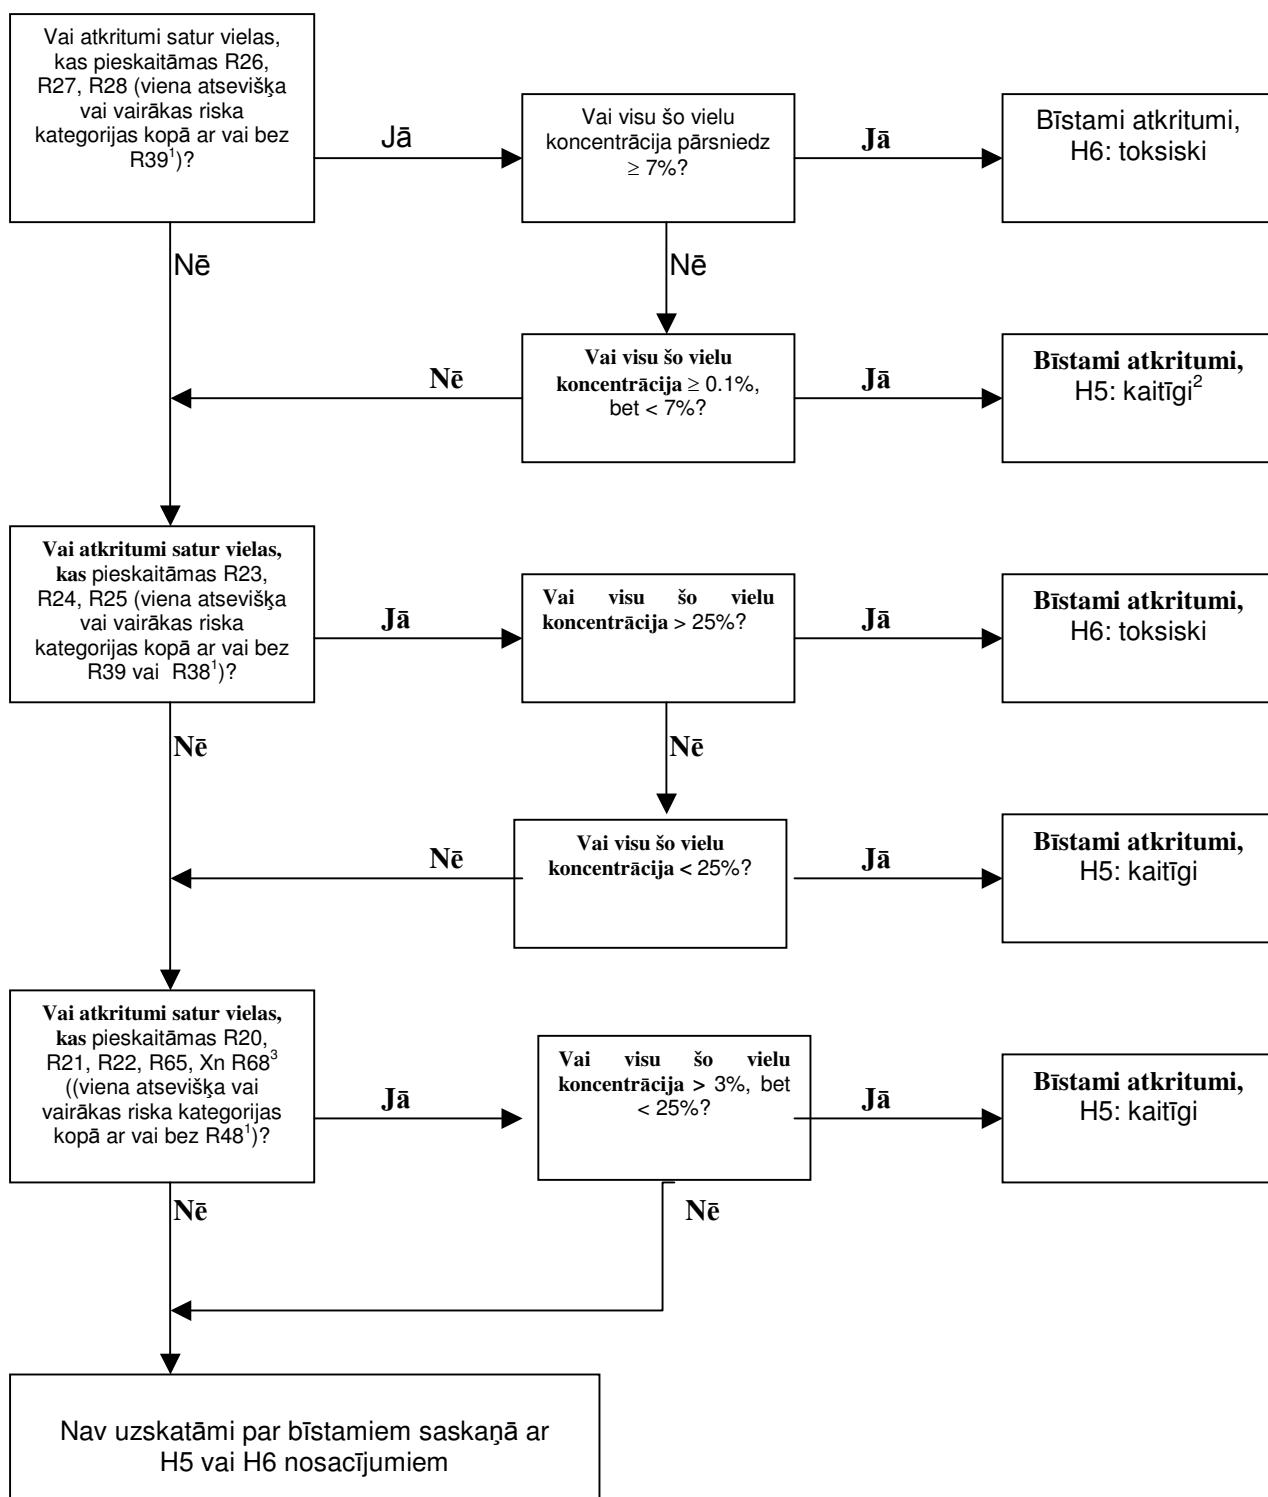 Vai atkritumi satur vielas,
kas pieskaitāmas R26,
R27, R28 (viena atsevišķa
vai vairākas riska
kategorijas kopā ar vai bez
R39¹)?
Jā
Vai visu šo vielu
koncentrācija pārsniedz
≥ 7%?
Jā
Bīstami atkritumi,
H6: toksiski
Nē
Nē
Vai visu šo vielu
koncentrācija ≥ 0.1%,
bet < 7%?
Nē
Jā
Bīstami atkritumi,
H5: kaitīgi²
Vai atkritumi satur vielas,
kas pieskaitāmas R23,
R24, R25 (viena atsevišķa
vai vairākas riska
kategorijas kopā ar vai bez
R39 vai R38¹)?
Jā
Vai visu šo vielu
koncentrācija > 25%?
Jā
Bīstami atkritumi,
H6: toksiski
Nē
Nē
Vai visu šo vielu
koncentrācija < 25%?
Nē
Jā
Bīstami atkritumi,
H5: kaitīgi
Vai atkritumi satur vielas,
kas pieskaitāmas R20,
R21, R22, R65, Xn R68³
((viena atsevišķa vai
vairākas riska kategorijas
kopā ar vai bez R48¹)?
Jā
Vai visu šo vielu
koncentrācija > 3%, bet
< 25%?
Jā
Bīstami atkritumi,
H5: kaitīgi
Nē
Nē
Nav uzskatāmi par bīstamiem saskaņā ar
H5 vai H6 nosacījumiem